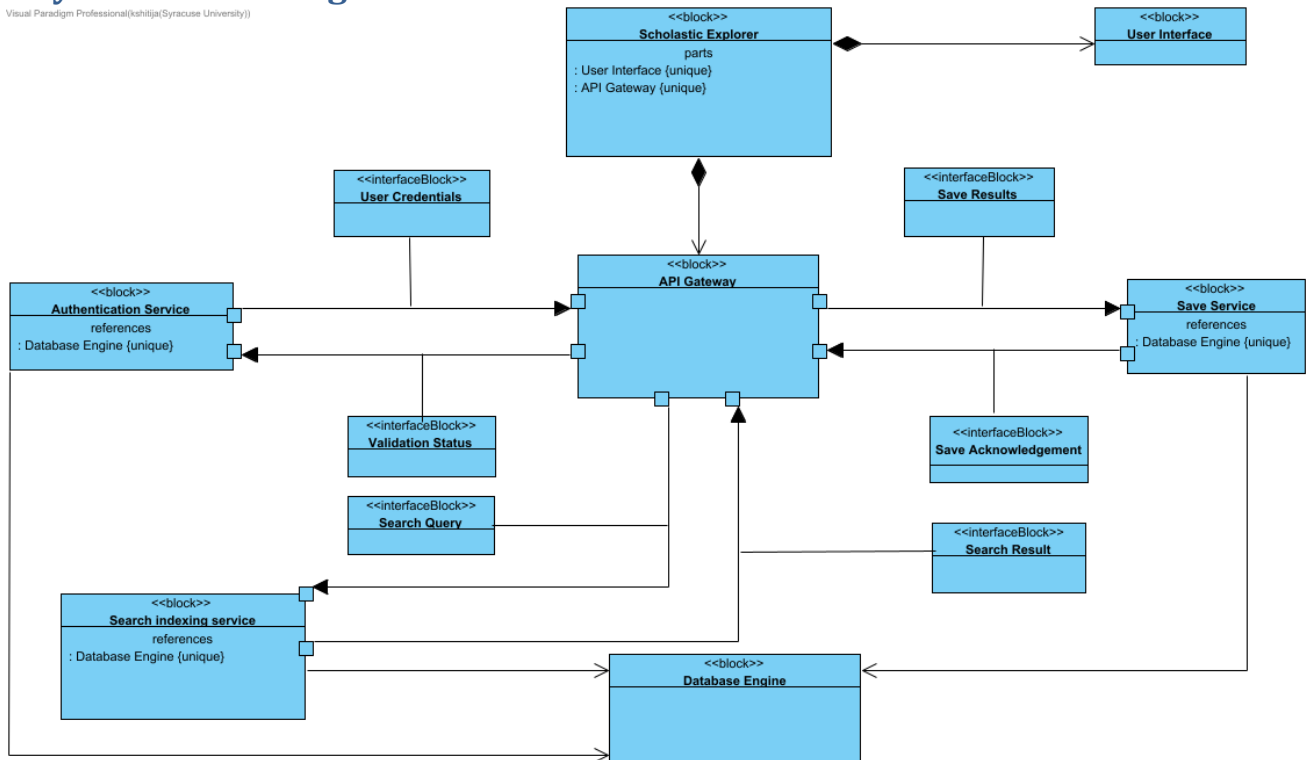 Visual Paradigm Professional(kshitija(Syracuse University))
<<block>>
Scholastic Explorer
parts
: User Interface {unique}
: API Gateway {unique}
<<block>>
User Interface
<<interfaceBlock>>
User Credentials
<<interfaceBlock>>
Save Results
<<block>>
API Gateway
<<block>>
Authentication Service
references
: Database Engine {unique}
<<block>>
Save Service
references
: Database Engine {unique}
<<interfaceBlock>>
Validation Status
<<interfaceBlock>>
Save Acknowledgement
<<interfaceBlock>>
Search Query
<<interfaceBlock>>
Search Result
<<block>>
Search indexing service
references
: Database Engine {unique}
<<block>>
Database Engine